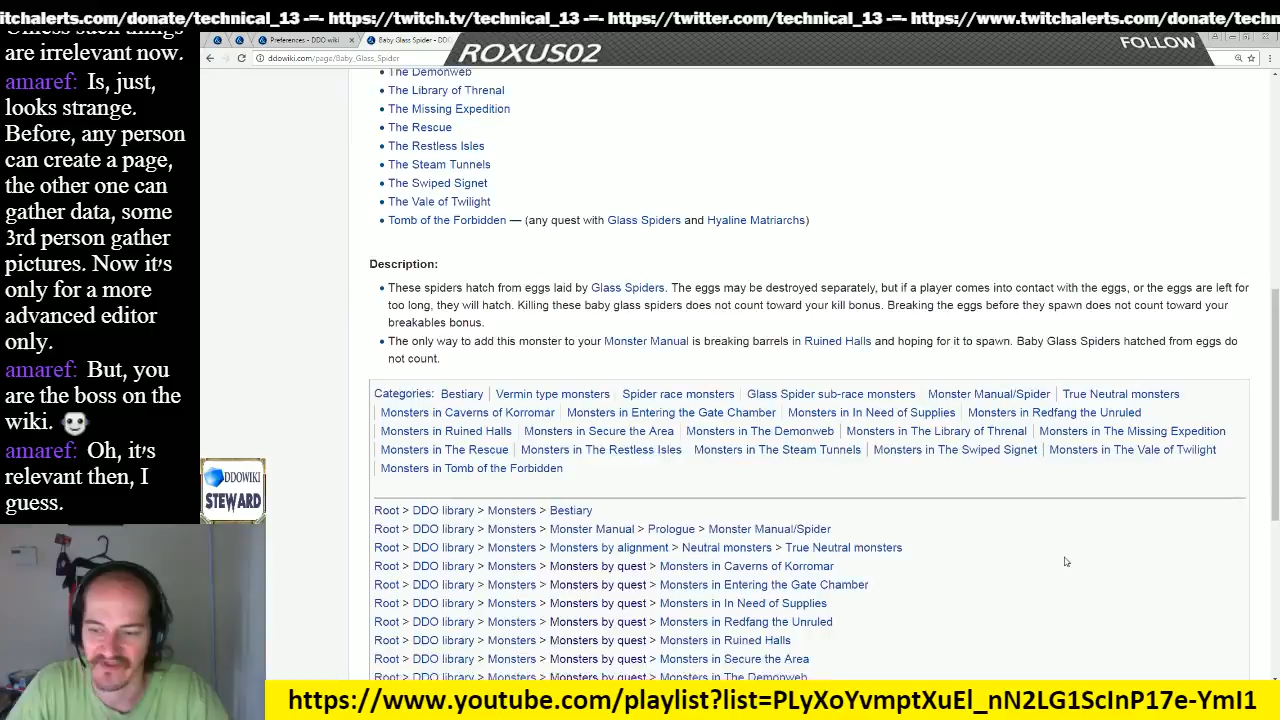 itchalerts.com/donate/technical_13 -=- https://twitch.tv/technical_13 -=- https://twitter.com/technical_13 -=- https://www.twitchalerts.com/donate/techn
Unless such things
are irrelevant now.
amaref: Is, just,
looks strange.
Before, any person
can create a page,
the other one can
gather data, some
3rd person gather
pictures. Now it's
only for a more
advanced editor
only.
amaref: But, you
are the boss on the
wiki.
amaref: Oh, it's
relevant then, I
guess.
DDOWIKI
STEWARD
Preferences - DDO wiki
Baby Glass Spider - DDO
ROXUS02
FOLLOW
ddowiki.com/page/Baby_Glass_Spider
• The Demonweb
• The Library of Threnal
• The Missing Expedition
• The Rescue
• The Restless Isles
• The Steam Tunnels
• The Swiped Signet
• The Vale of Twilight
• Tomb of the Forbidden — (any quest with Glass Spiders and Hyaline Matriarchs)
Description:
• These spiders hatch from eggs laid by Glass Spiders. The eggs may be destroyed separately, but if a player comes into contact with the eggs, or the eggs are left for
too long, they will hatch. Killing these baby glass spiders does not count toward your kill bonus. Breaking the eggs before they spawn does not count toward your
breakables bonus.
• The only way to add this monster to your Monster Manual is breaking barrels in Ruined Halls and hoping for it to spawn. Baby Glass Spiders hatched from eggs do
not count.
Categories: Bestiary | Vermin type monsters | Spider race monsters | Glass Spider sub-race monsters | Monster Manual/Spider | True Neutral monsters
| Monsters in Caverns of Korromar | Monsters in Entering the Gate Chamber | Monsters in In Need of Supplies | Monsters in Redfang the Unruled
| Monsters in Ruined Halls | Monsters in Secure the Area | Monsters in The Demonweb | Monsters in The Library of Threnal | Monsters in The Missing Expedition
| Monsters in The Rescue | Monsters in The Restless Isles | Monsters in The Steam Tunnels | Monsters in The Swiped Signet | Monsters in The Vale of Twilight
| Monsters in Tomb of the Forbidden
Root > DDO library > Monsters > Bestiary
Root > DDO library > Monsters > Monster Manual > Prologue > Monster Manual/Spider
Root > DDO library > Monsters > Monsters by alignment > Neutral monsters > True Neutral monsters
Root > DDO library > Monsters > Monsters by quest > Monsters in Caverns of Korromar
Root > DDO library > Monsters > Monsters by quest > Monsters in Entering the Gate Chamber
Root > DDO library > Monsters > Monsters by quest > Monsters in In Need of Supplies
Root > DDO library > Monsters > Monsters by quest > Monsters in Redfang the Unruled
Root > DDO library > Monsters > Monsters by quest > Monsters in Ruined Halls
Root > DDO library > Monsters > Monsters by quest > Monsters in Secure the Area
Root > DDO library > Monsters > Monsters by quest > Monsters in The Demonweb
https://www.youtube.com/playlist?list=PLyXoYvmptXuEl_nN2LG1ScInP17e-YmI1